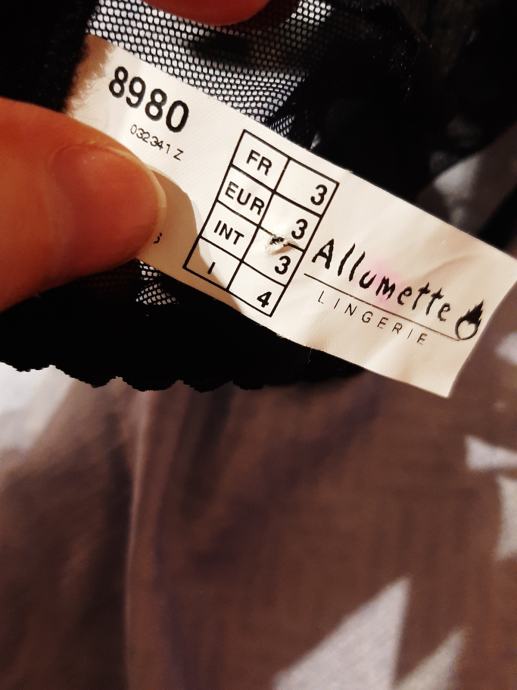 8980
032341 Z
FR 3
EUR 3
INT 3
I 4
Allumette
LINGERIE